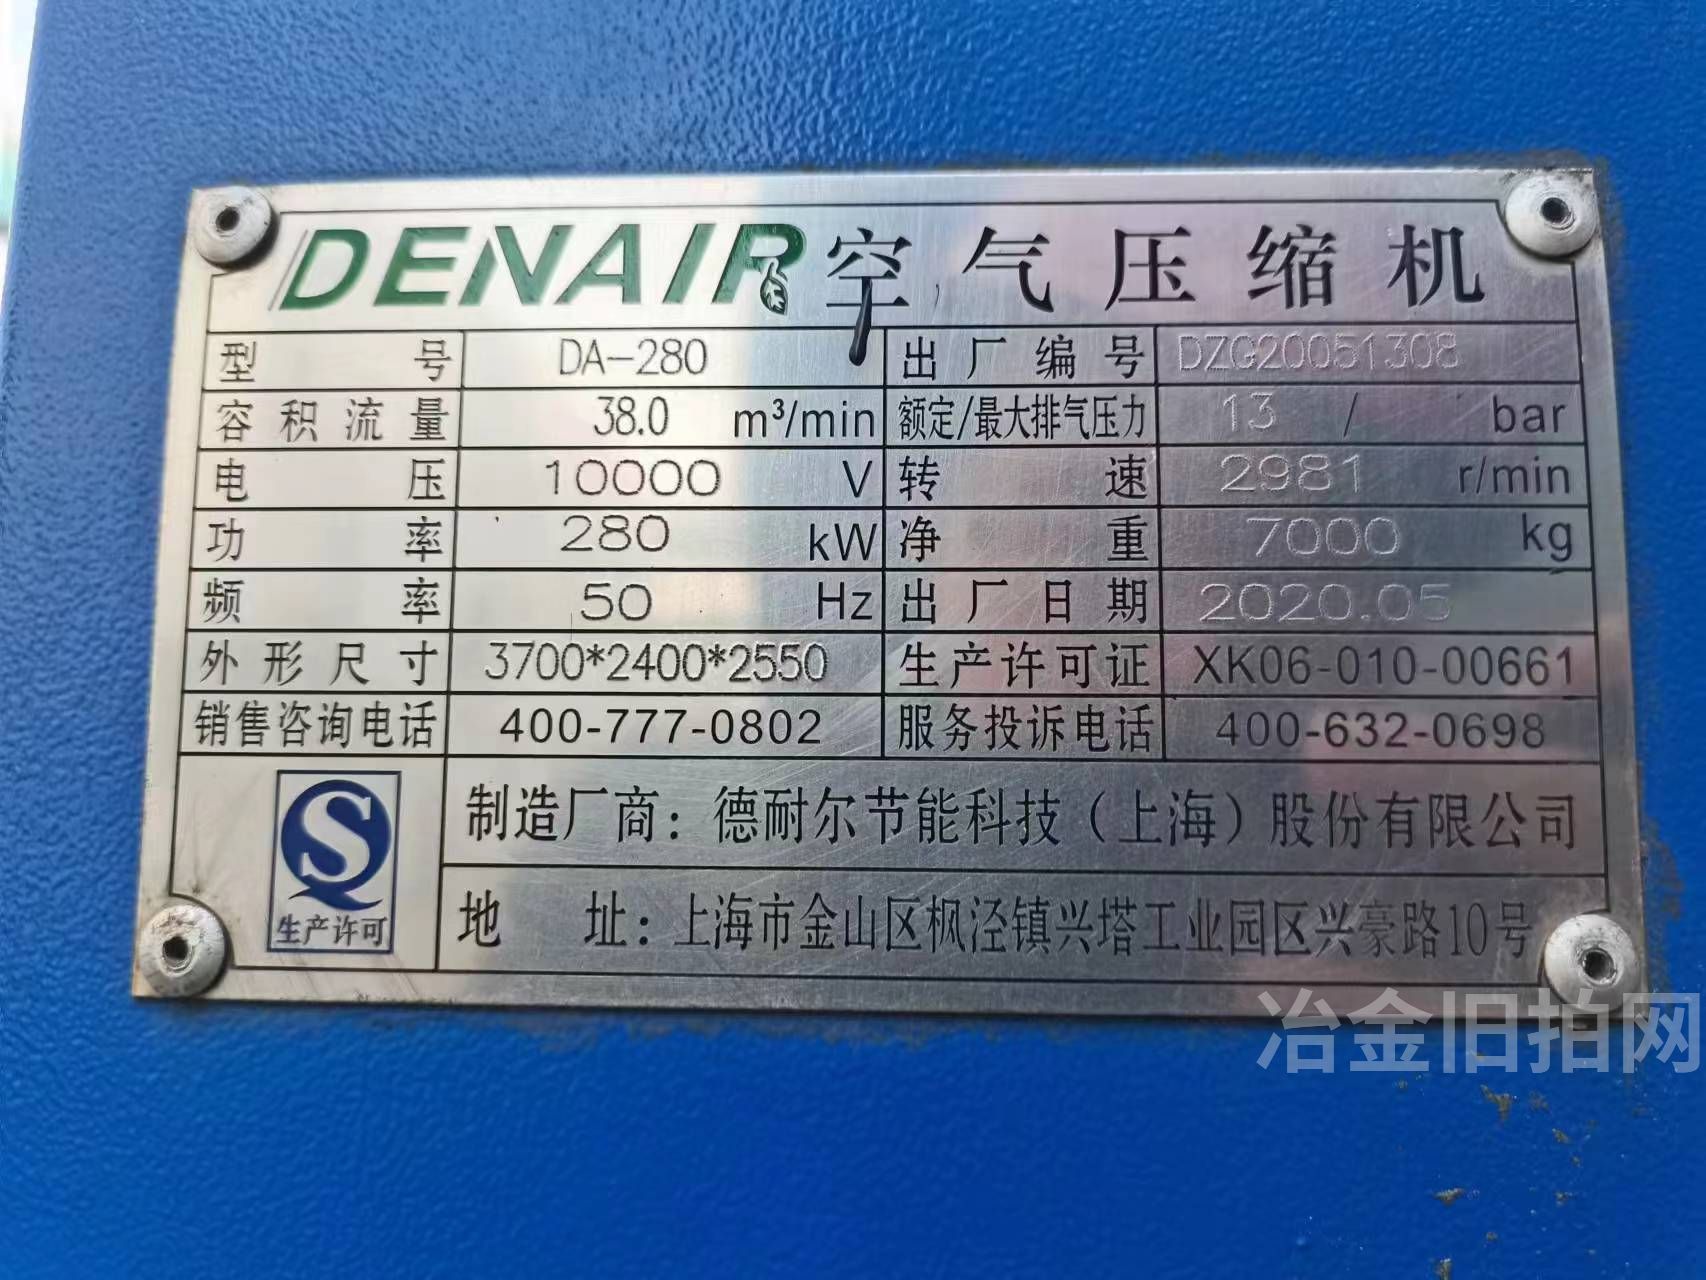 DENAIR 空气压缩机
型号 DA-280 出厂编号 DZG20051308
容积流量 38.0 m³/min 额定/最大排气压力 13 / bar
电压 10000 V 转速 2981 r/min
功率 280 kW 净重 7000 kg
频率 50 Hz 出厂日期 2020.05
外形尺寸 3700*2400*2550 生产许可证 XK06-010-00661
销售咨询电话 400-777-0802 服务投诉电话 400-632-0698
制造厂商：德耐尔节能科技（上海）股份有限公司
生产许可
地址：上海市金山区枫泾镇兴塔工业园区兴豪路10号
冶金旧拍网